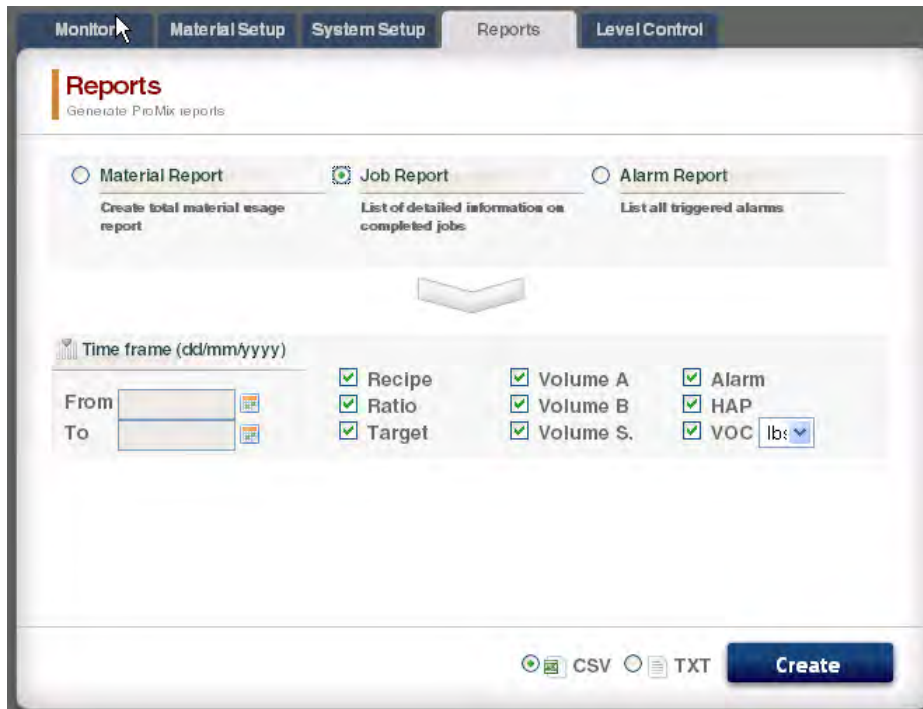 Monitor Material Setup System Setup Reports Level Control
Reports
Generate ProMix reports
Material Report Job Report Alarm Report
Create total material usage report
List of detailed information on completed jobs
List all triggered alarms
Time frame (dd/mm/yyyy)
From
To
Recipe Volume A Alarm
Ratio Volume B HAP
Target Volume S. VOC lbs
CSV TXT Create